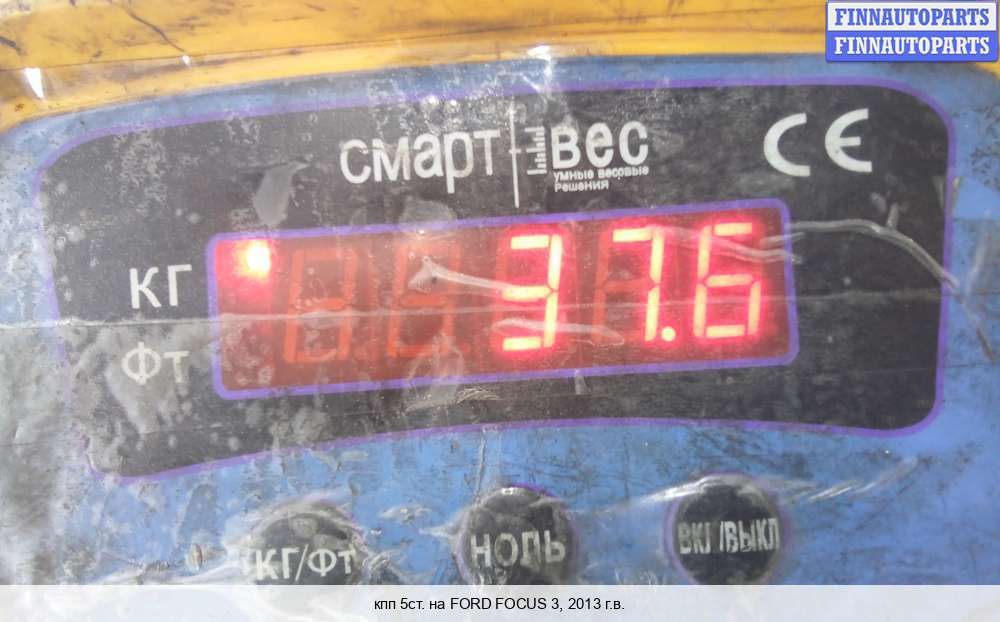 FINNAUTOPARTS
FINNAUTOPARTS
смарт вес
умные весовые
решения
CE
КГ
ФТ
37.6
КГ/ФТ
НОЛЬ
ВКЛ/ВЫКЛ
кпп 5ст. на FORD FOCUS 3, 2013 г.в.